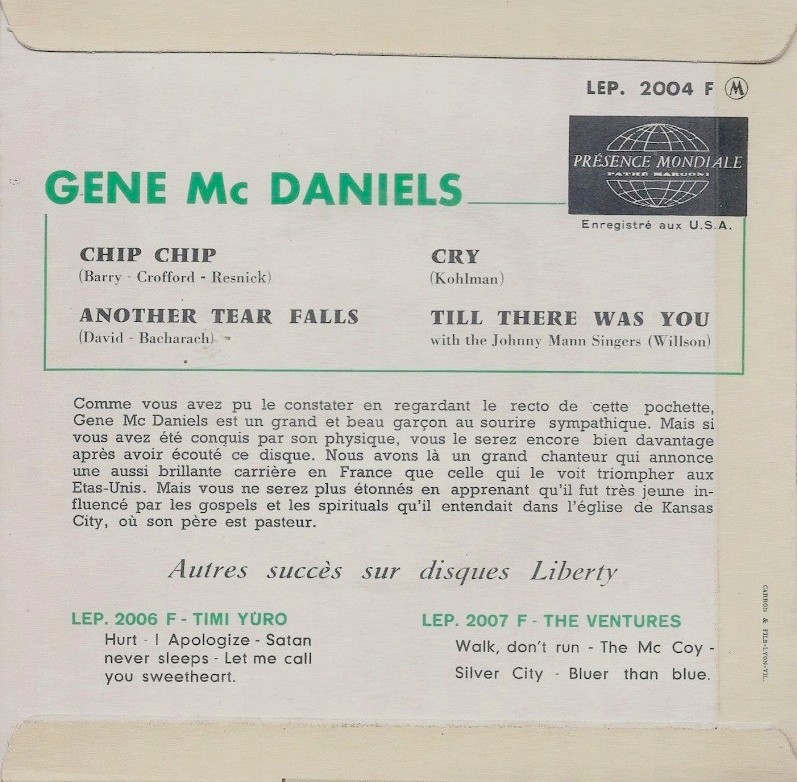 LEP. 2004 F M
PRÉSENCE MONDIALE
PATHÉ MARCONI
Enregistré aux U.S.A.
GENE Mc DANIELS
CHIP CHIP
(Barry - Crofford - Resnick)
ANOTHER TEAR FALLS
(David - Bacharach)
CRY
(Kohlman)
TILL THERE WAS YOU
with the Johnny Mann Singers (Willson)
Comme vous avez pu le constater en regardant le recto de cette pochette,
Gene Mc Daniels est un grand et beau garçon au sourire sympathique. Mais si
vous avez été conquis par son physique, vous le serez encore bien davantage
après avoir écouté ce disque. Nous avons là un grand chanteur qui annonce
une aussi brillante carrière en France que celle qui le voit triompher aux
Etas-Unis. Mais vous ne serez plus étonnés en apprenant qu'il fut très jeune in-
fluencé par les gospels et les spirituals qu'il entendait dans l'église de Kansas
City, où son père est pasteur.
Autres succès sur disques Liberty
LEP. 2006 F - TIMI YURO
Hurt - I Apologize - Satan
never sleeps - Let me call
you sweetheart.
LEP. 2007 F - THE VENTURES
Walk, don't run - The Mc Coy -
Silver City - Bluer than blue.
CARBON & FILS-LYON-VIL.